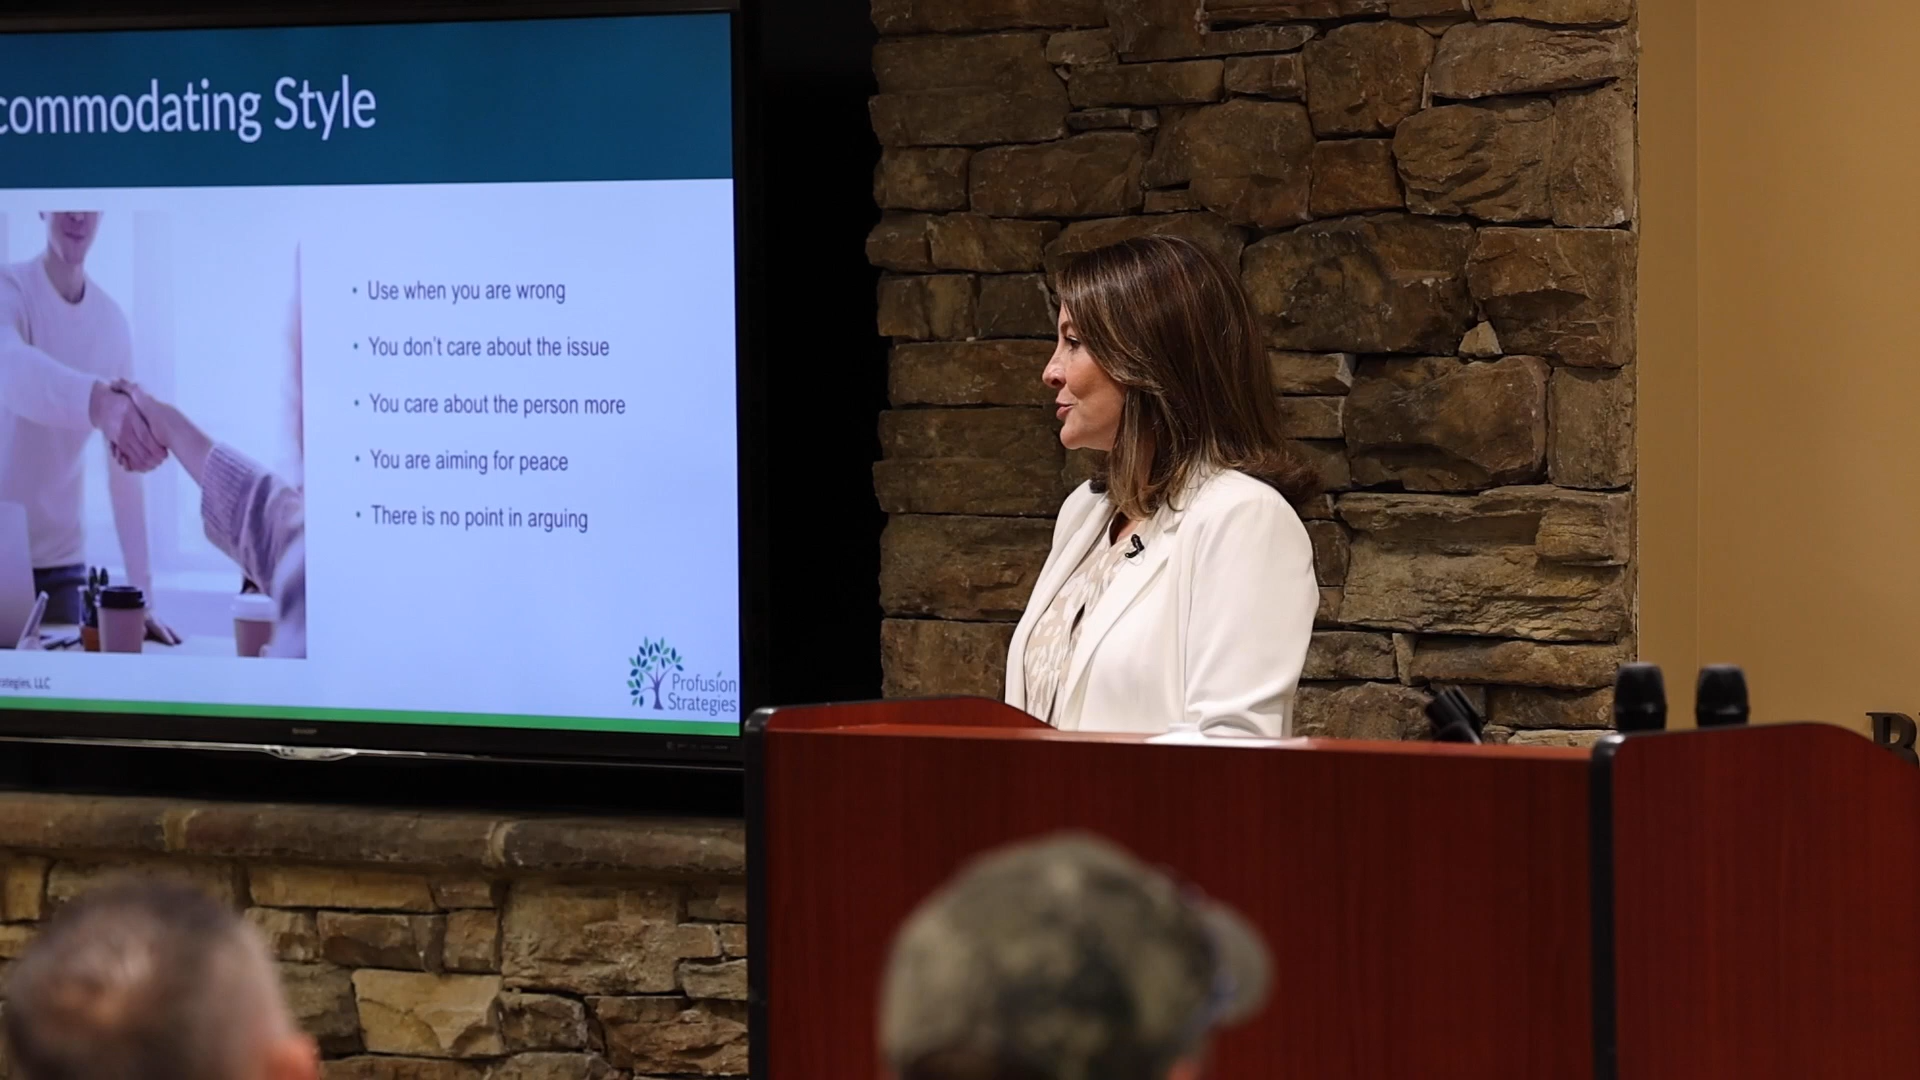 commodating Style
• Use when you are wrong
• You don't care about the issue
• You care about the person more
• You are aiming for peace
• There is no point in arguing
rategies, LLC
Profusion
Strategies
B